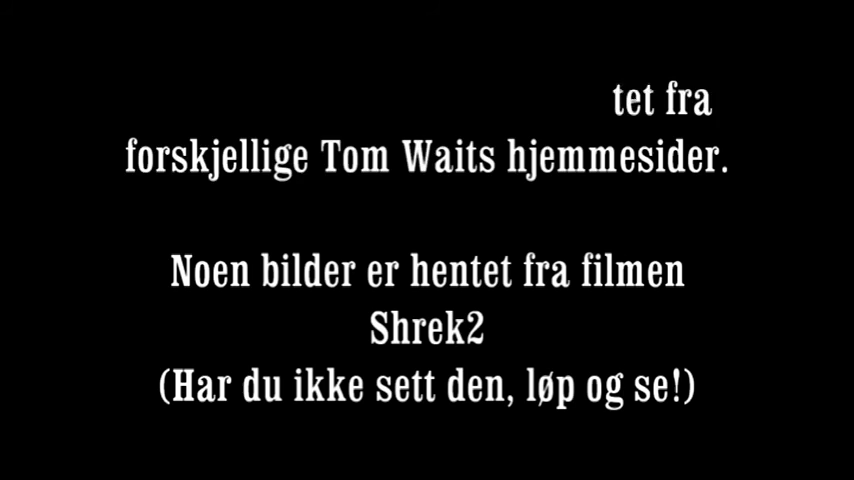 tet fra
forskjellige Tom Waits hjemmesider.
Noen bilder er hentet fra filmen
Shrek2
(Har du ikke sett den, løp og se!)